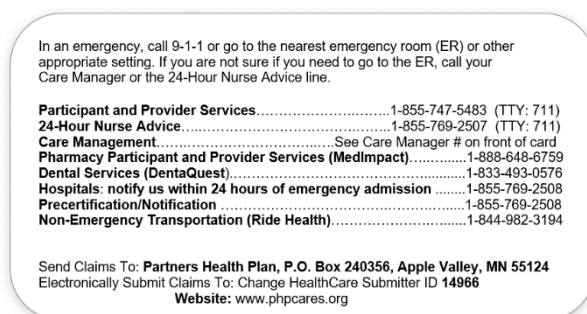 In an emergency, call 9-1-1 or go to the nearest emergency room (ER) or other
appropriate setting. If you are not sure if you need to go to the ER, call your
Care Manager or the 24-Hour Nurse Advice line.
Participant and Provider Services……………………………1-855-747-5483 (TTY: 711)
24-Hour Nurse Advice…..………………………………….1-855-769-2507 (TTY: 711)
Care Management……………………………..See Care Manager # on front of card
Pharmacy Participant and Provider Services (MedImpact)…........1-888-648-6759
Dental Services (DentaQuest)……………………………………......1-833-493-0576
Hospitals: notify us within 24 hours of emergency admission ........1-855-769-2508
Precertification/Notification ……………………………………….....1-855-769-2508
Non-Emergency Transportation (Ride Health)…………………......1-844-982-3194
Send Claims To: Partners Health Plan, P.O. Box 240356, Apple Valley, MN 55124
Electronically Submit Claims To: Change HealthCare Submitter ID 14966
Website: www.phpcares.org